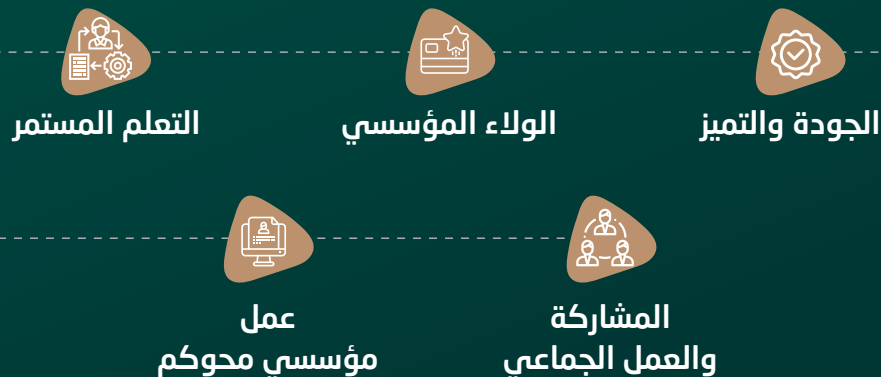 الجودة والتميز
الولاء المؤسسي
التعلم المستمر
المشاركة
والعمل الجماعي
عمل
مؤسسي محوكم